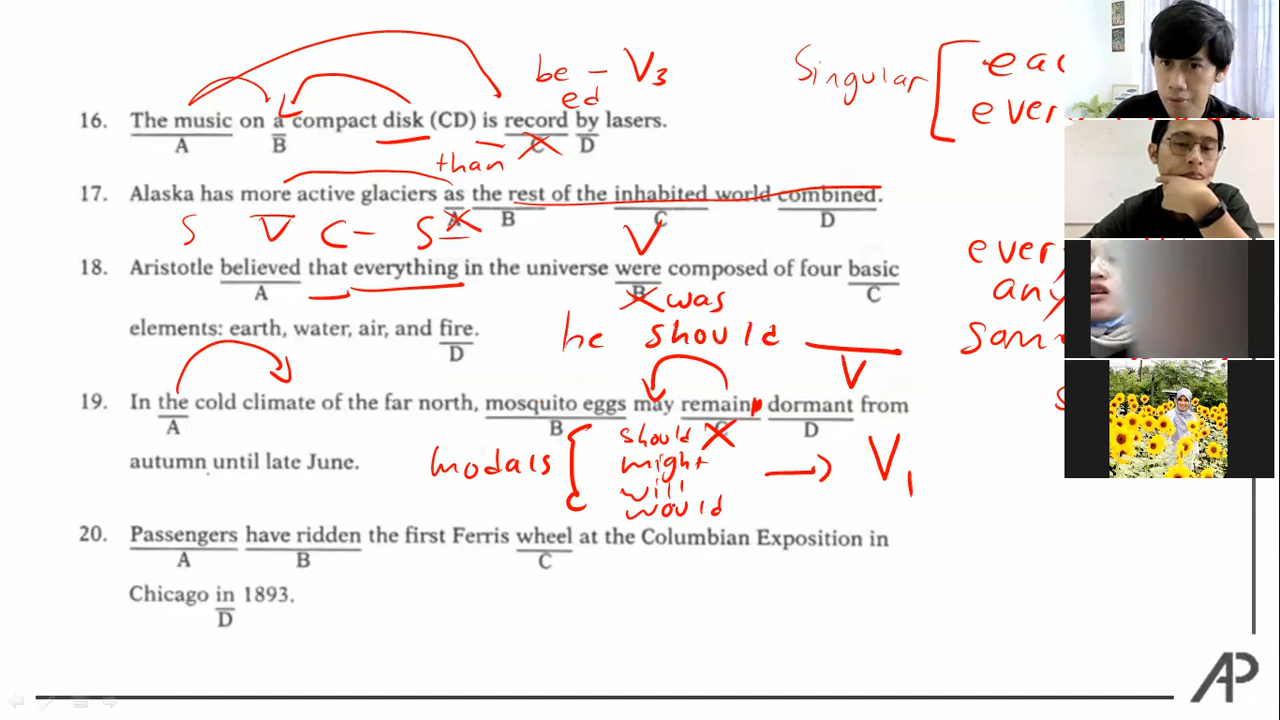 be - V3
ed
Singular
eac
ever
16. The music on a compact disk (CD) is record by lasers.
A B C D
than
17. Alaska has more active glaciers as the rest of the inhabited world combined.
A B C D
S V C - S V
18. Aristotle believed that everything in the universe were composed of four basic
A B C
was
every
any
som
elements: earth, water, air, and fire.
D
he should ____
V
19. In the cold climate of the far north, mosquito eggs may remain dormant from
A B C D
autumn until late June.
modals
should
might
will
would
→ V1
20. Passengers have ridden the first Ferris wheel at the Columbian Exposition in
A B C
Chicago in 1893.
D
AP